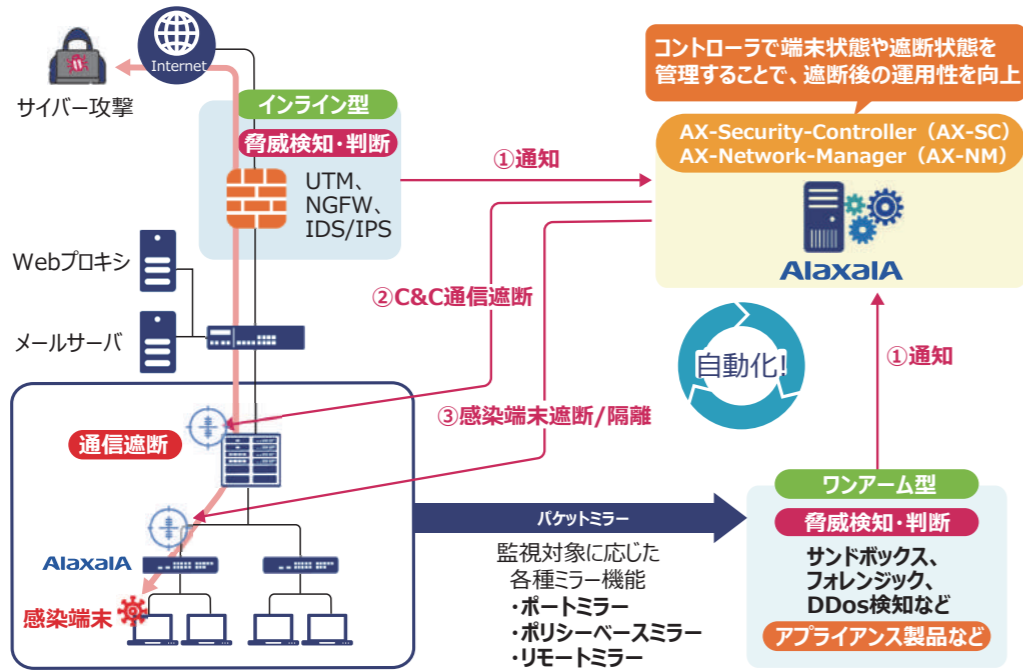 Internet
サイバー攻撃
インライン型
脅威検知・判断
UTM、
NGFW、
IDS/IPS
①通知
コントローラで端末状態や遮断状態を
管理することで、遮断後の運用性を向上
AX-Security-Controller（AX-SC）
AX-Network-Manager（AX-NM）
AlaxalA
Webプロキシ
メールサーバ
②C&C通信遮断
自動化!
①通知
③感染端末遮断/隔離
通信遮断
AlaxalA
感染端末
パケットミラー
監視対象に応じた
各種ミラー機能
・ポートミラー
・ポリシーベースミラー
・リモートミラー
ワンアーム型
脅威検知・判断
サンドボックス、
フォレンジック、
DDos検知など
アプライアンス製品など